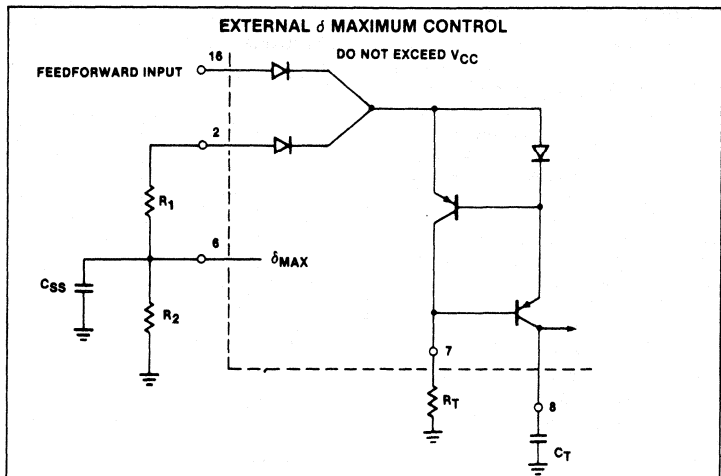 EXTERNAL δ MAXIMUM CONTROL
DO NOT EXCEED VCC
16
FEEDFORWARD INPUT
2
R1
6
δMAX
CSS
R2
7
RT
8
CT